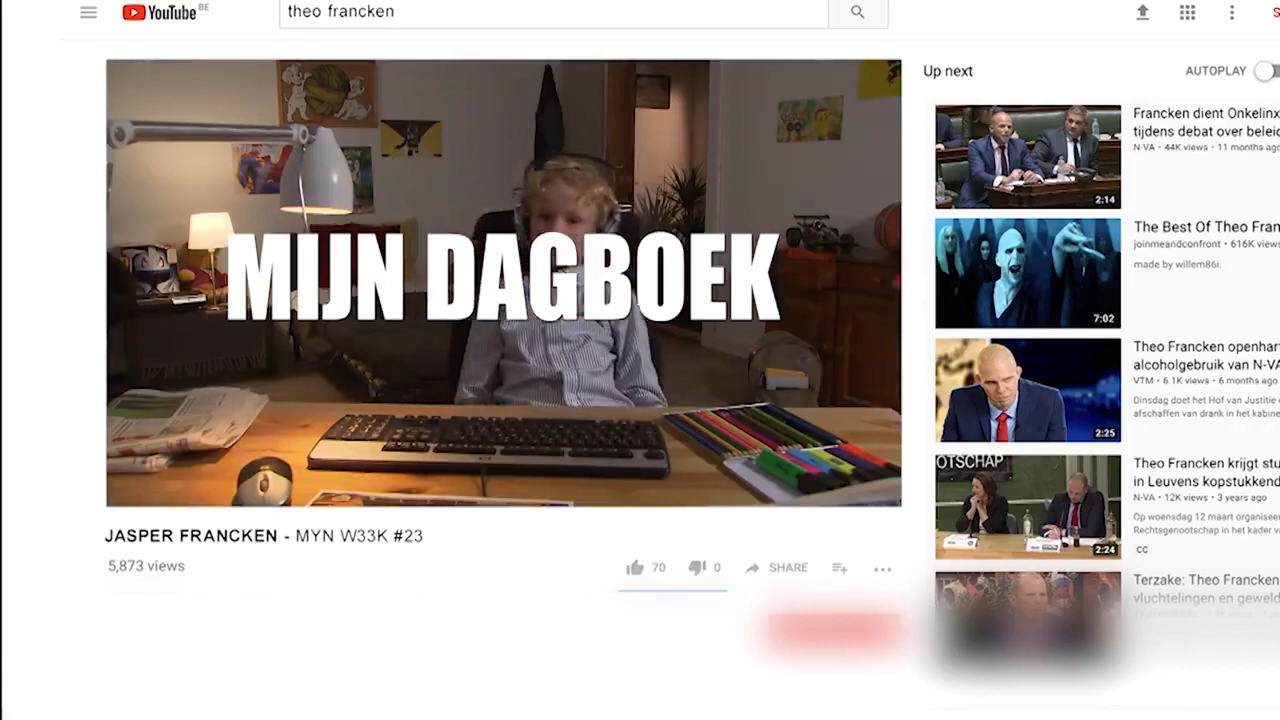 YouTube BE
theo francken
MIJN DAGBOEK
JASPER FRANCKEN - MYN W33K #23
5,873 views
70
0
SHARE
Up next
AUTOPLAY
S
2:14
Francken dient Onkelinx
tijdens debat over beleid
N-VA • 44K views • 11 months ago
7:02
The Best Of Theo Fran
joinmeandconfront • 616K views
made by willem86i.
2:25
Theo Francken openhart
alcoholgebruik van N-VA
VTM • 6.1K views • 6 months ago
Dinsdag doet het Hof van Justitie
afschaffen van drank in het kabine
OTSCHAP
2:24
Theo Francken krijgt stu
in Leuvens kopstukkend
N-VA • 12K views • 3 years ago
Op woensdag 12 maart organiseer
Rechtsgenootschap in het kader va
CC
Terzake: Theo Francken
vluchtelingen en geweld